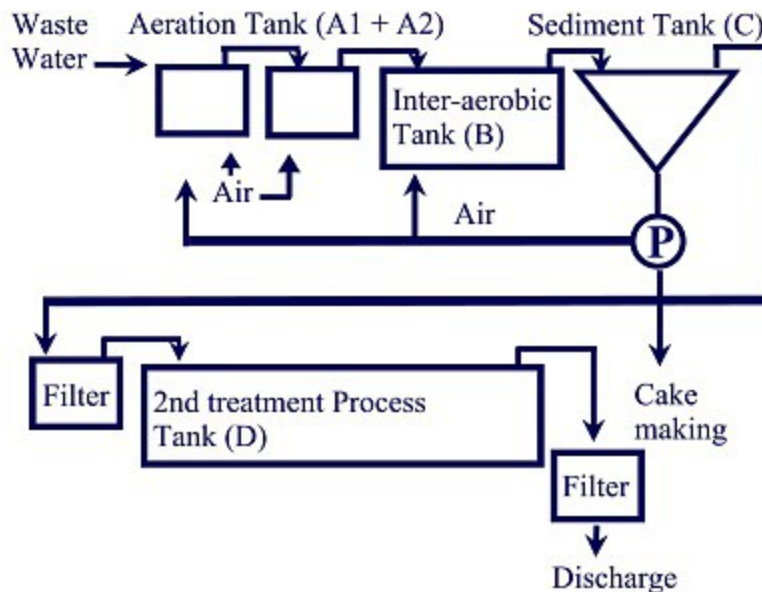 Waste
Water
Aeration Tank (A1 + A2)
Sediment Tank (C)
Inter-aerobic
Tank (B)
Air
Air
P
Filter
2nd treatment Process
Tank (D)
Cake
making
Filter
Discharge